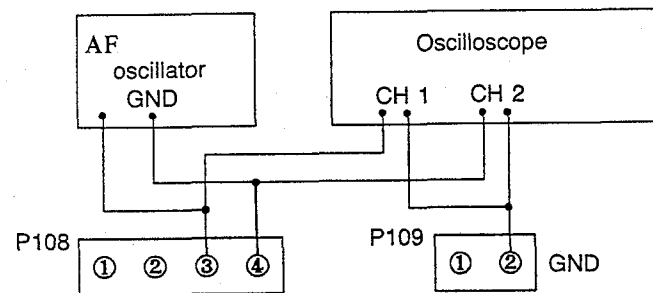 AF
oscillator
GND
Oscilloscope
CH 1 CH 2
P108
① ② ③ ④
P109
① ② GND